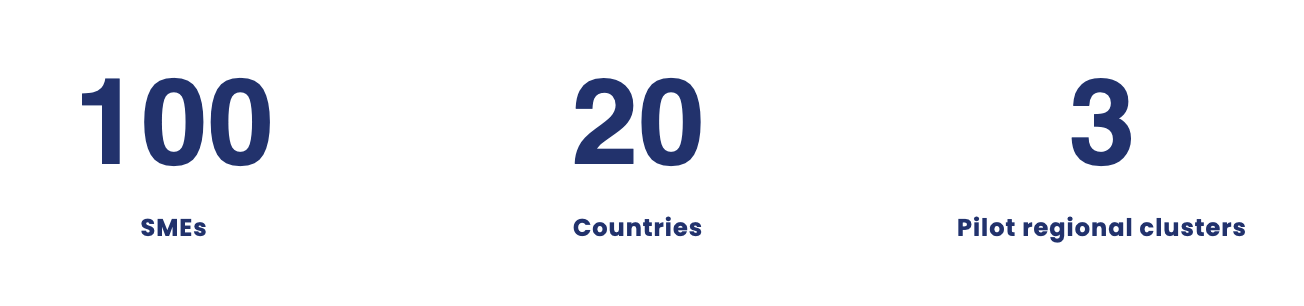 100
20
3
SMEs
Countries
Pilot regional clusters